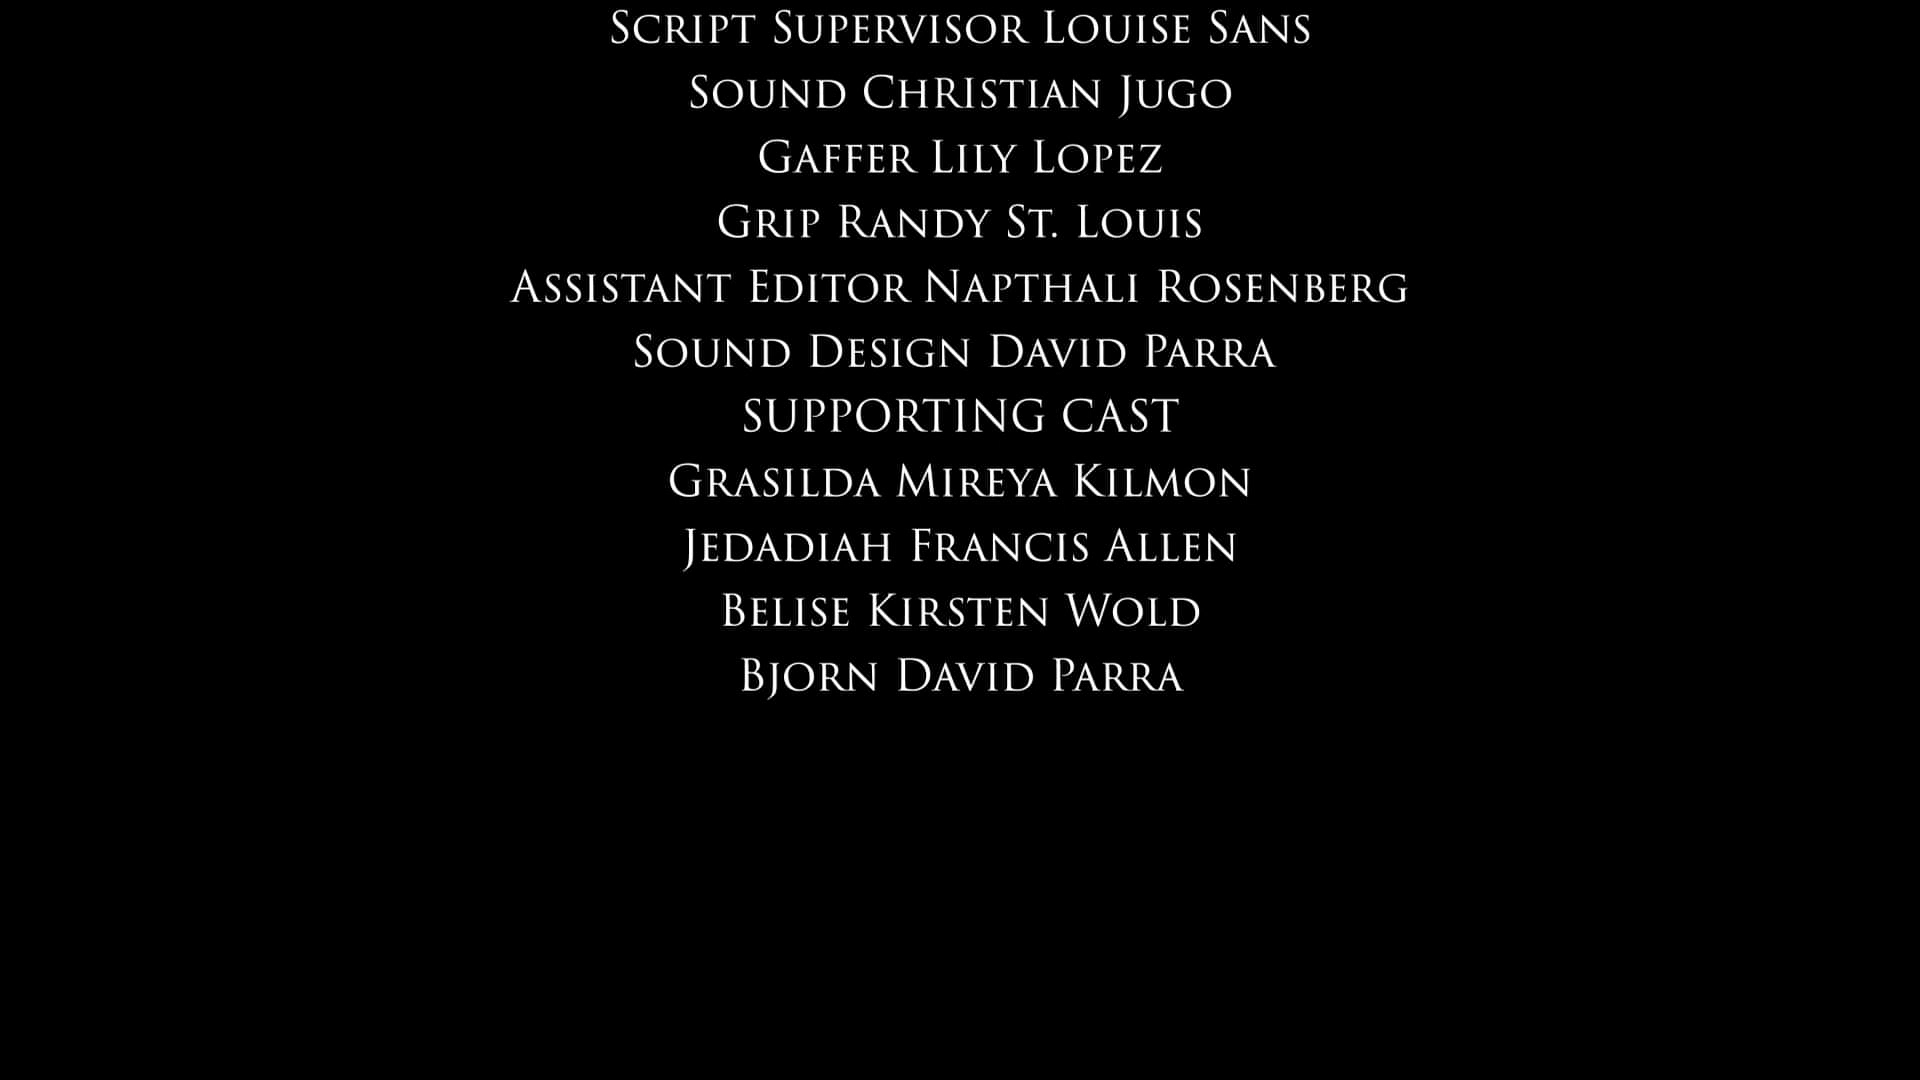 Script Supervisor Louise Sans
Sound ChrIstian Jugo
Gaffer Lily Lopez
Grip Randy St. Louis
Assistant Editor Napthali Rosenberg
Sound Design David Parra
SUPPORTING CAST
Grasilda Mireya Kilmon
Jedadiah Francis Allen
Belise Kirsten Wold
Bjorn David Parra